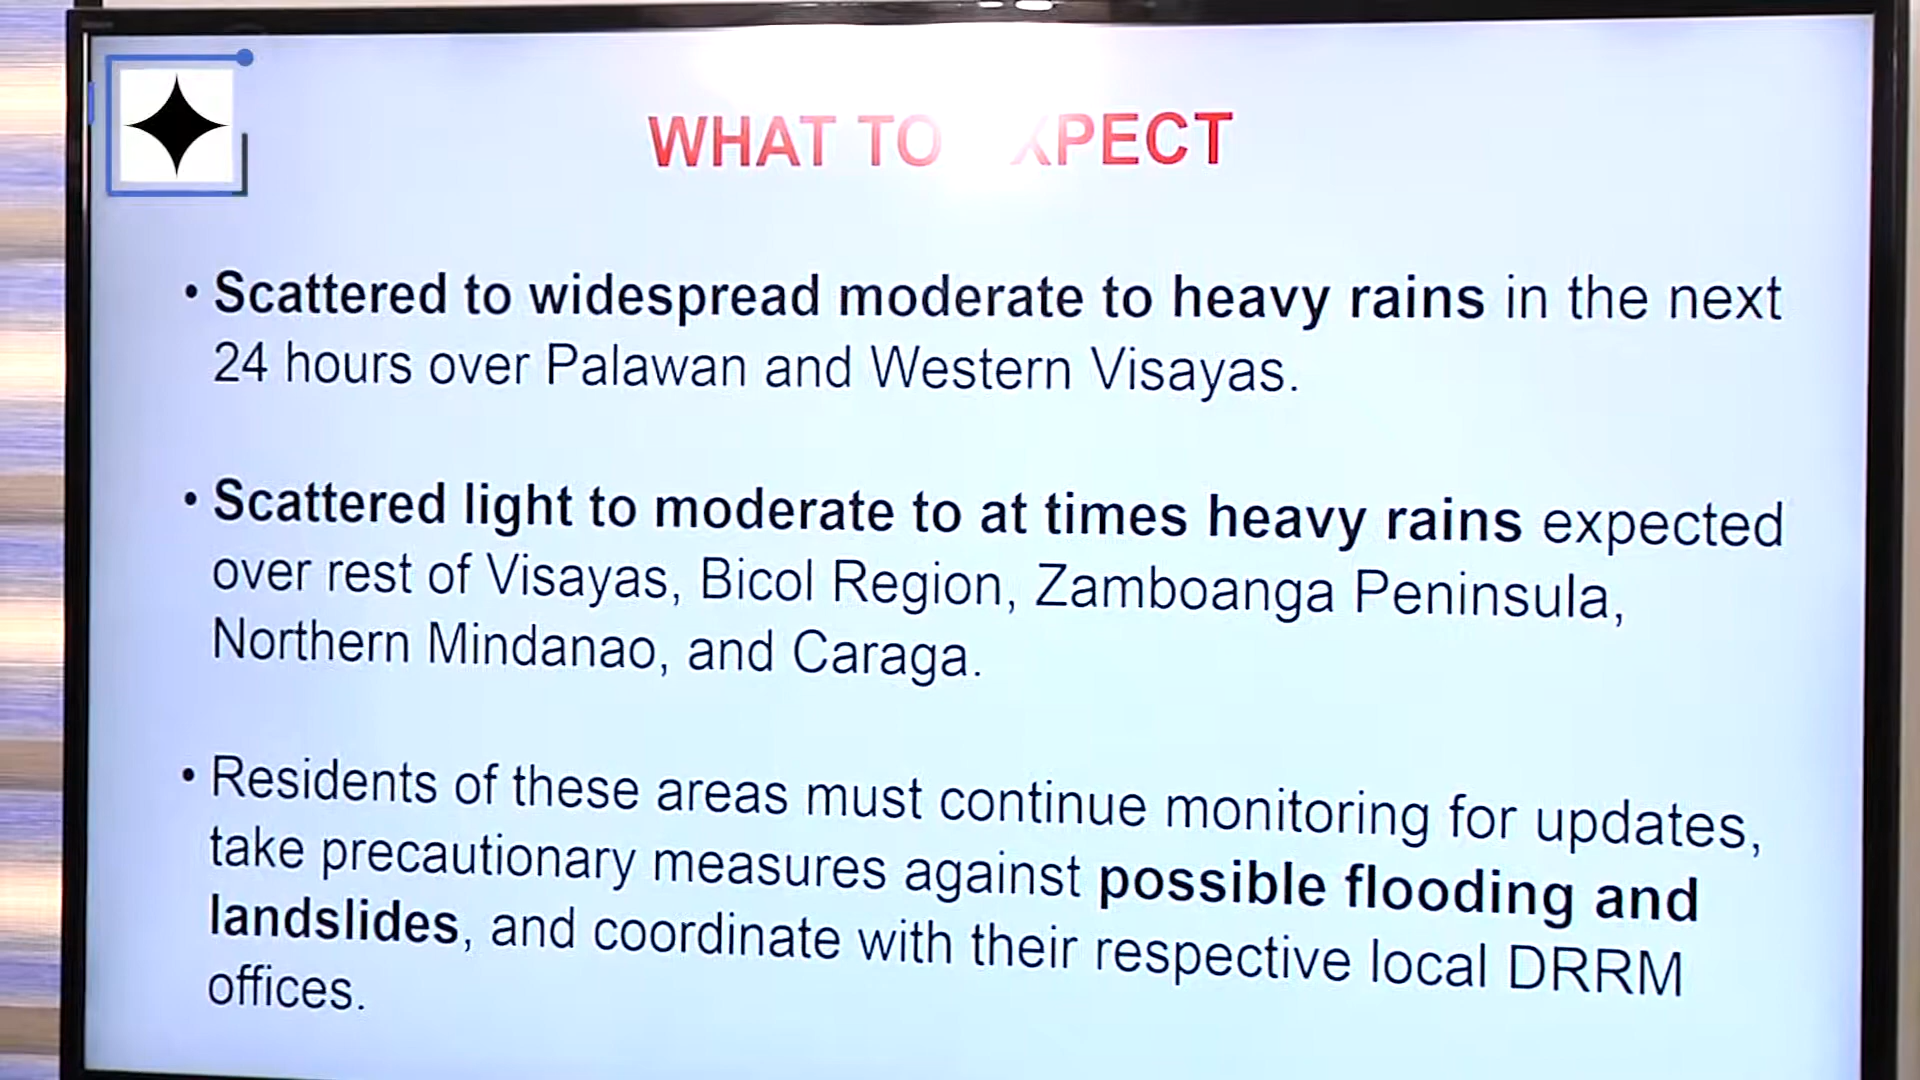 WHAT TO XPECT
• Scattered to widespread moderate to heavy rains in the next
24 hours over Palawan and Western Visayas.
• Scattered light to moderate to at times heavy rains expected
over rest of Visayas, Bicol Region, Zamboanga Peninsula,
Northern Mindanao, and Caraga.
• Residents of these areas must continue monitoring for updates,
take precautionary measures against possible flooding and
landslides, and coordinate with their respective local DRRM
offices.